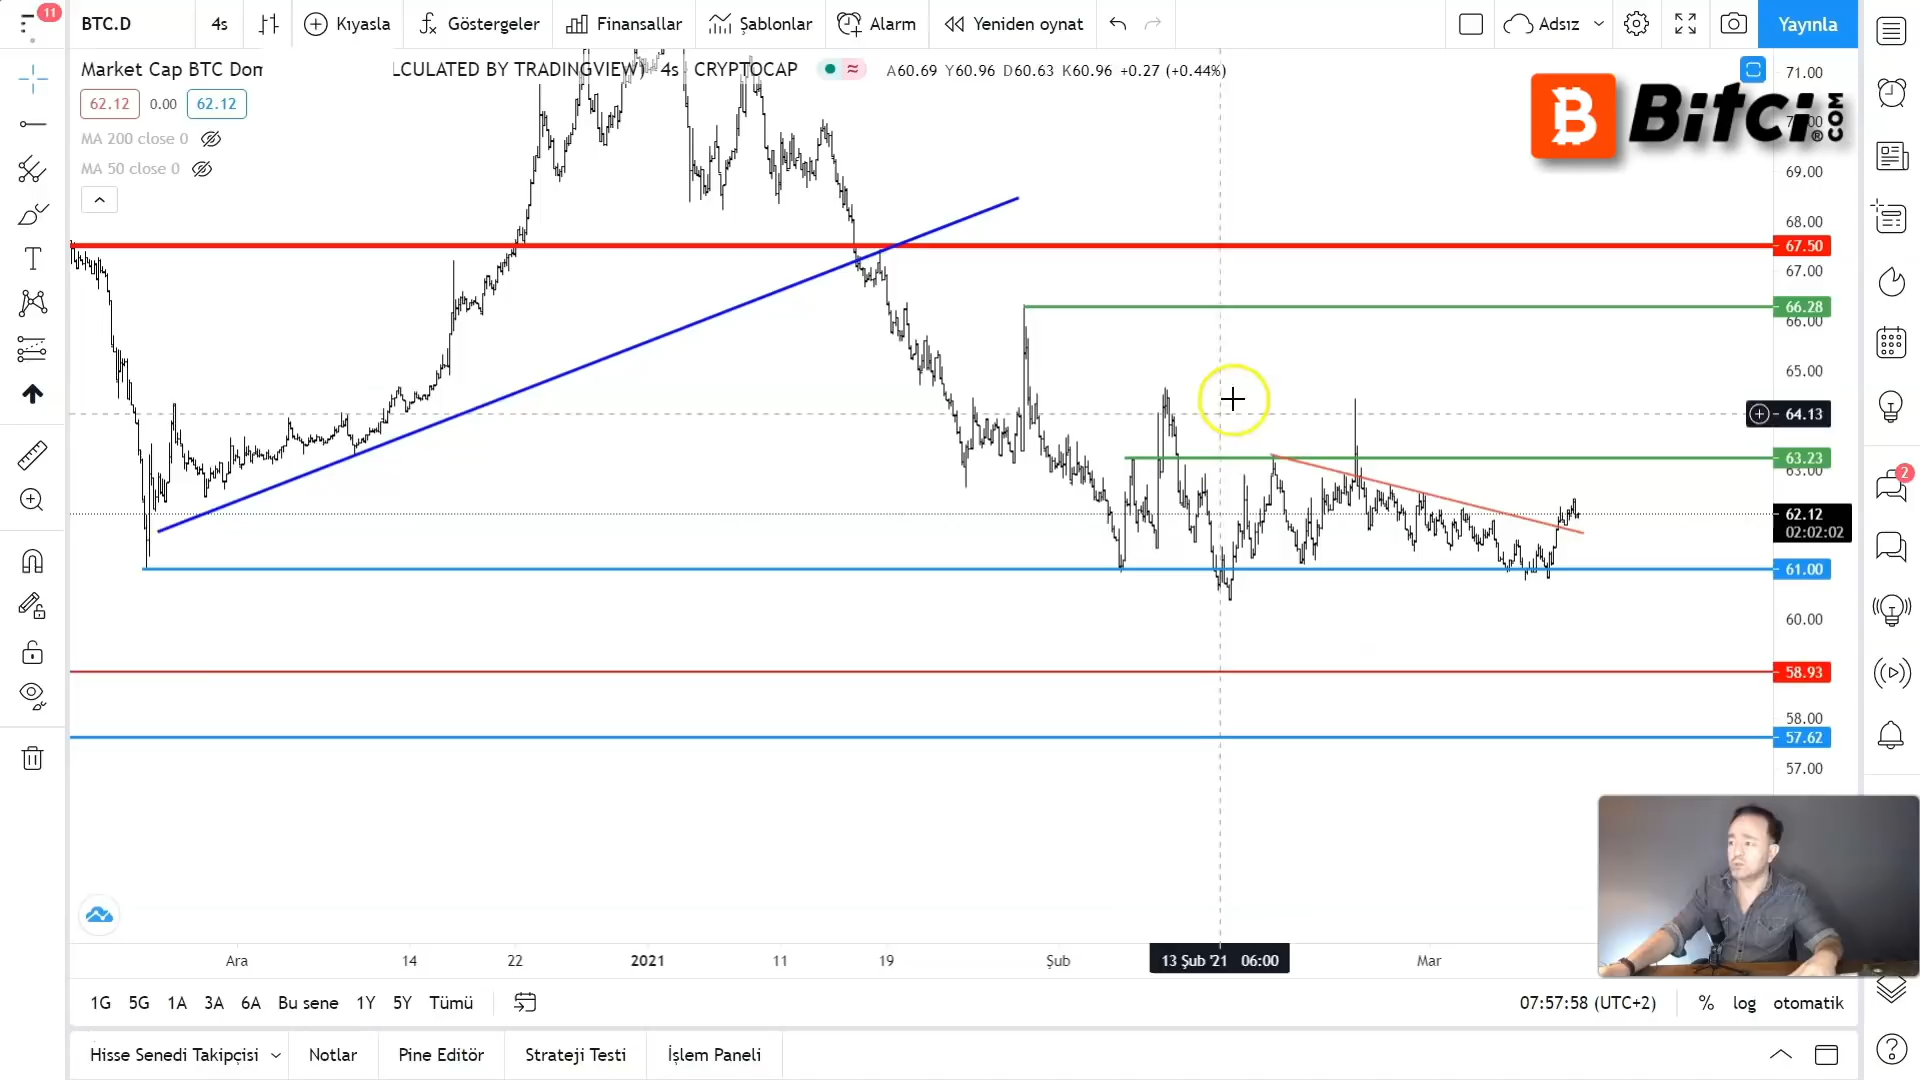 11
BTC.D
4s
Kıyasla
Göstergeler
Finansallar
Şablonlar
Alarm
Yeniden oynat
Adsız
Yayınla
Market Cap BTC Dom
LCULATED BY TRADINGVIEW) 4s CRYPTOCAP
A60.69 Y60.96 D60.63 K60.96 +0.27 (+0.44%)
62.12 0.00 62.12
MA 200 close 0
MA 50 close 0
Bitci.COM
71.00
69.00
68.00
67.50
67.00
66.28
66.00
65.00
64.13
63.23
63.00
62.12
02:02:02
61.00
60.00
58.93
58.00
57.62
57.00
2
Ara
14
22
2021
11
19
Şub
13 Şub '21 06:00
Mar
1G 5G 1A 3A 6A Bu sene 1Y 5Y Tümü
07:57:58 (UTC+2)
% log otomatik
Hisse Senedi Takipçisi
Notlar
Pine Editör
Strateji Testi
İşlem Paneli